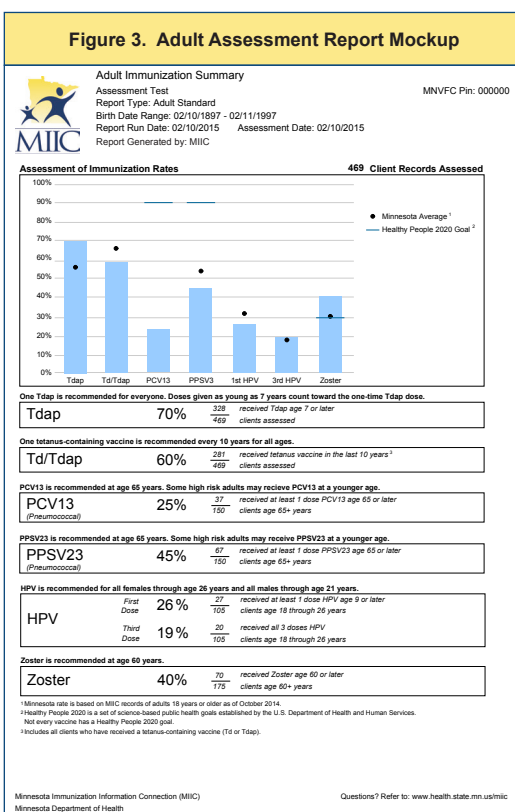 Figure 3.  Adult Assessment Report Mockup
MIIC
Adult Immunization Summary
Assessment Test
MNVFC Pin: 000000
Report Type: Adult Standard
Birth Date Range: 02/10/1897 - 02/11/1997
Report Run Date: 02/10/2015 Assessment Date: 02/10/2015
Report Generated by: MIIC
Assessment of Immunization Rates
469 Client Records Assessed
100%
90%
80%
70%
60%
50%
40%
30%
20%
10%
0%
Tdap Td/Tdap PCV13 PPSV3 1st HPV 3rd HPV Zoster
Minnesota Average 1
Healthy People 2020 Goal 2
One Tdap is recommended for everyone. Doses given as young as 7 years count toward the one-time Tdap dose.
Tdap 70% 328 received Tdap age 7 or later
469 clients assessed
One tetanus-containing vaccine is recommended every 10 years for all ages.
Td/Tdap 60% 281 received tetanus vaccine in the last 10 years 3
469 clients assessed
PCV13 is recommended at age 65 years. Some high risk adults may recieve PCV13 at a younger age.
PCV13 25% 37 received at least 1 dose PCV13 age 65 or later
(Pneumococcal) 150 clients age 65+ years
PPSV23 is recommended at age 65 years. Some high risk adults may receive PPSV23 at a younger age.
PPSV23 45% 67 received at least 1 dose PPSV23 age 65 or later
(Pneumococcal) 150 clients age 65+ years
HPV is recommended for all females through age 26 years and all males through age 21 years.
HPV
First Dose 26% 27 received at least 1 dose HPV age 9 or later
105 clients age 18 through 26 years
Third Dose 19% 20 received all 3 doses HPV
105 clients age 18 through 26 years
Zoster is recommended at age 60 years.
Zoster 40% 70 received Zoster age 60 or later
175 clients age 60+ years
1 Minnesota rate is based on MIIC records of adults 18 years or older as of October 2014.
2 Healthy People 2020 is a set of science-based public health goals established by the U.S. Department of Health and Human Services.
Not every vaccine has a Healthy People 2020 goal.
3 Includes all clients who have received a tetanus-containing vaccine (Td or Tdap).
Minnesota Immunization Information Connection (MIIC)
Questions? Refer to: www.health.state.mn.us/miic
Minnesota Department of Health